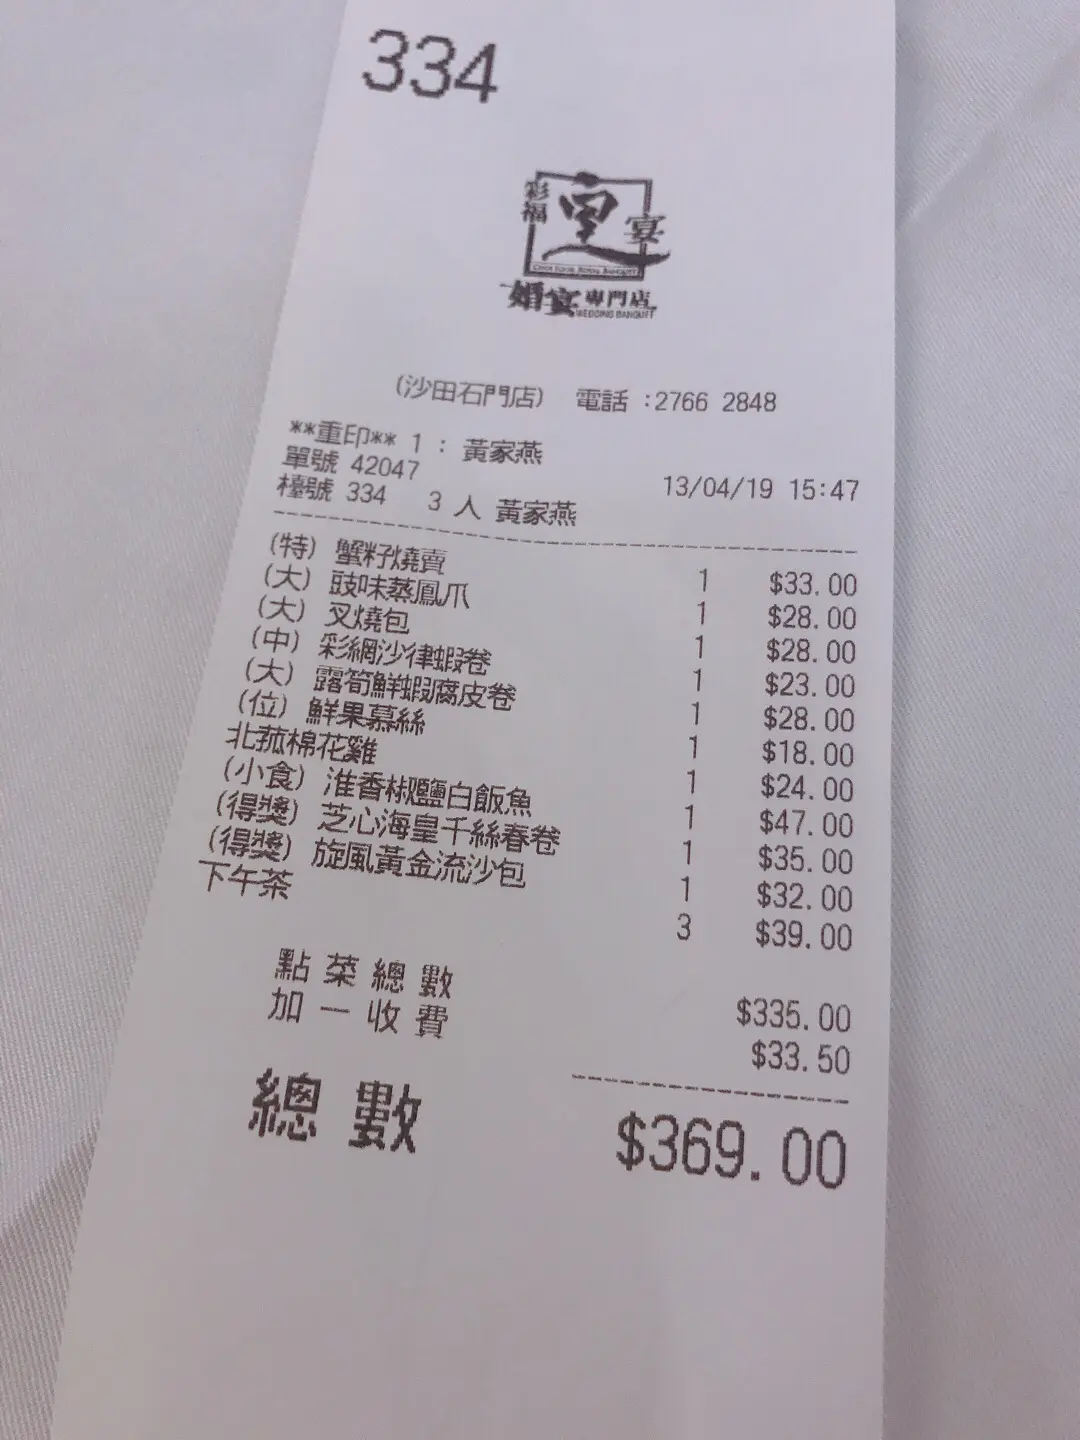 334
彩福
皇
宴
CHOI FOOK ROYAL BANQUET
婚宴專門店
WEDDING BANQUET
(沙田石門店) 電話 :2766 2848
**重印** 1 : 黃家燕
單號 42047 13/04/19 15:47
檯號 334 3 人 黃家燕
(特) 蟹籽燒賣 1 $33.00
(大) 豉味蒸鳳爪 1 $28.00
(大) 叉燒包 1 $28.00
(中) 彩網沙律蝦卷 1 $23.00
(大) 露筍鮮蝦腐皮卷 1 $28.00
(位) 鮮果慕絲 1 $18.00
北菰棉花雞 1 $24.00
(小食) 淮香椒鹽白飯魚 1 $47.00
(得獎) 芝心海皇千絲春卷 1 $35.00
(得獎) 旋風黃金流沙包 1 $32.00
下午茶 3 $39.00
點菜總數 $335.00
加一收費 $33.50
總數 $369.00